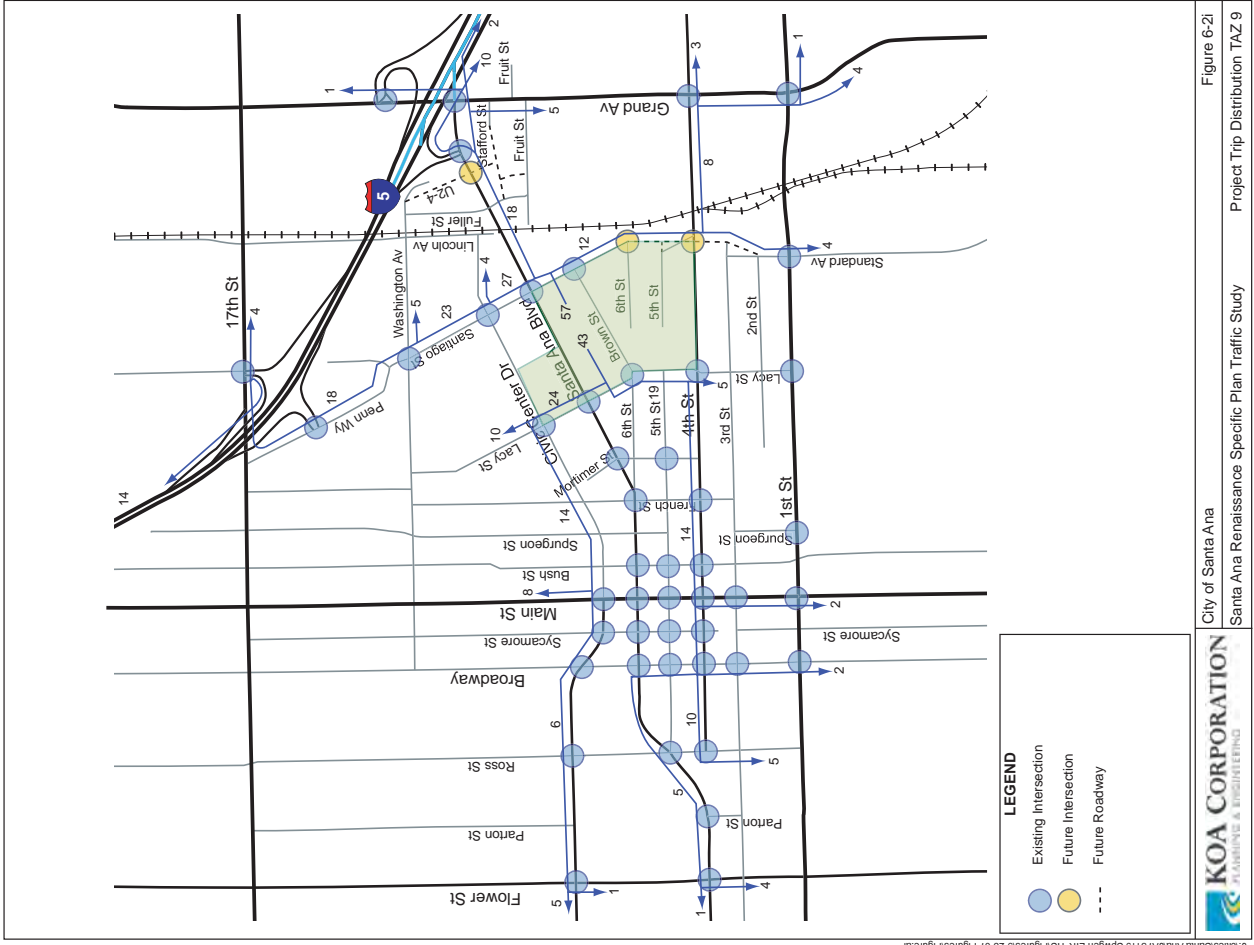 14
17th St
4
18
Penn Wy
5
Washington Av
5
23
Santiago St
Lincoln Av
4
27
Fuller St
U2-4
18
Stafford St
Fruit St
Fruit St
1
2
10
5
Grand Av
3
8
1
4
12
57
43
24
10
Civic Center Dr
Santa Ana Blvd
Brown St
6th St
5th St
Lacy St
Mortimer St
6th St
5th St
19
4th St
3rd St
2nd St
Lacy St
5
Standard Av
4
1st St
14
French St
14
Spurgeon St
Spurgeon St
Bush St
8
Main St
2
Sycamore St
Sycamore St
Broadway
2
6
10
Ross St
5
5
Parton St
Parton St
Flower St
5
1
1
4
LEGEND
Existing Intersection
Future Intersection
Future Roadway
City of Santa Ana
Figure 6-2i
Santa Ana Renaissance Specific Plan Traffic Study
Project Trip Distribution TAZ 9
KOA CORPORATION
PLANNING & ENGINEERING